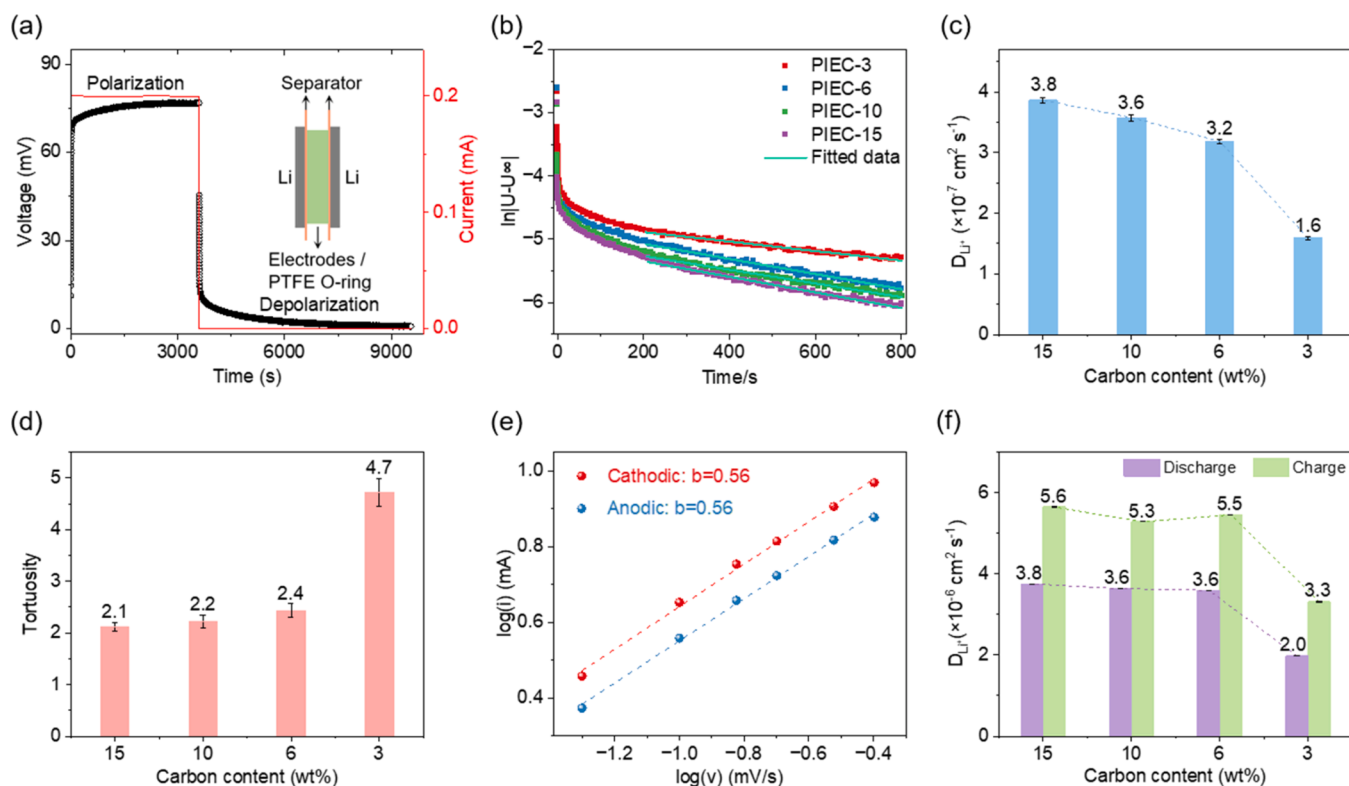 (a)
90
60
30
0
Voltage (mV)
Polarization
Separator
Li
Li
Electrodes /
PTFE O-ring
Depolarization
0.2
0.1
0.0
Current (mA)
0
3000
6000
9000
Time (s)
(b)
−2
−3
−4
−5
−6
ln|U-U∞|
PIEC-3
PIEC-6
PIEC-10
PIEC-15
Fitted data
0
200
400
600
800
Time/s
(c)
4
3
2
1
0
D_Li⁺ (×10⁻⁷ cm² s⁻¹)
3.8
3.6
3.2
1.6
15
10
6
3
Carbon content (wt%)
(d)
5
4
3
2
1
0
Tortuosity
2.1
2.2
2.4
4.7
15
10
6
3
Carbon content (wt%)
(e)
1.0
0.8
0.6
0.4
log(i) (mA)
Cathodic: b=0.56
Anodic: b=0.56
−1.2
−1.0
−0.8
−0.6
−0.4
log(v) (mV/s)
(f)
6
4
2
0
D_Li⁺ (×10⁻⁶ cm² s⁻¹)
Discharge
Charge
3.8
5.6
3.6
5.3
3.6
5.5
2.0
3.3
15
10
6
3
Carbon content (wt%)